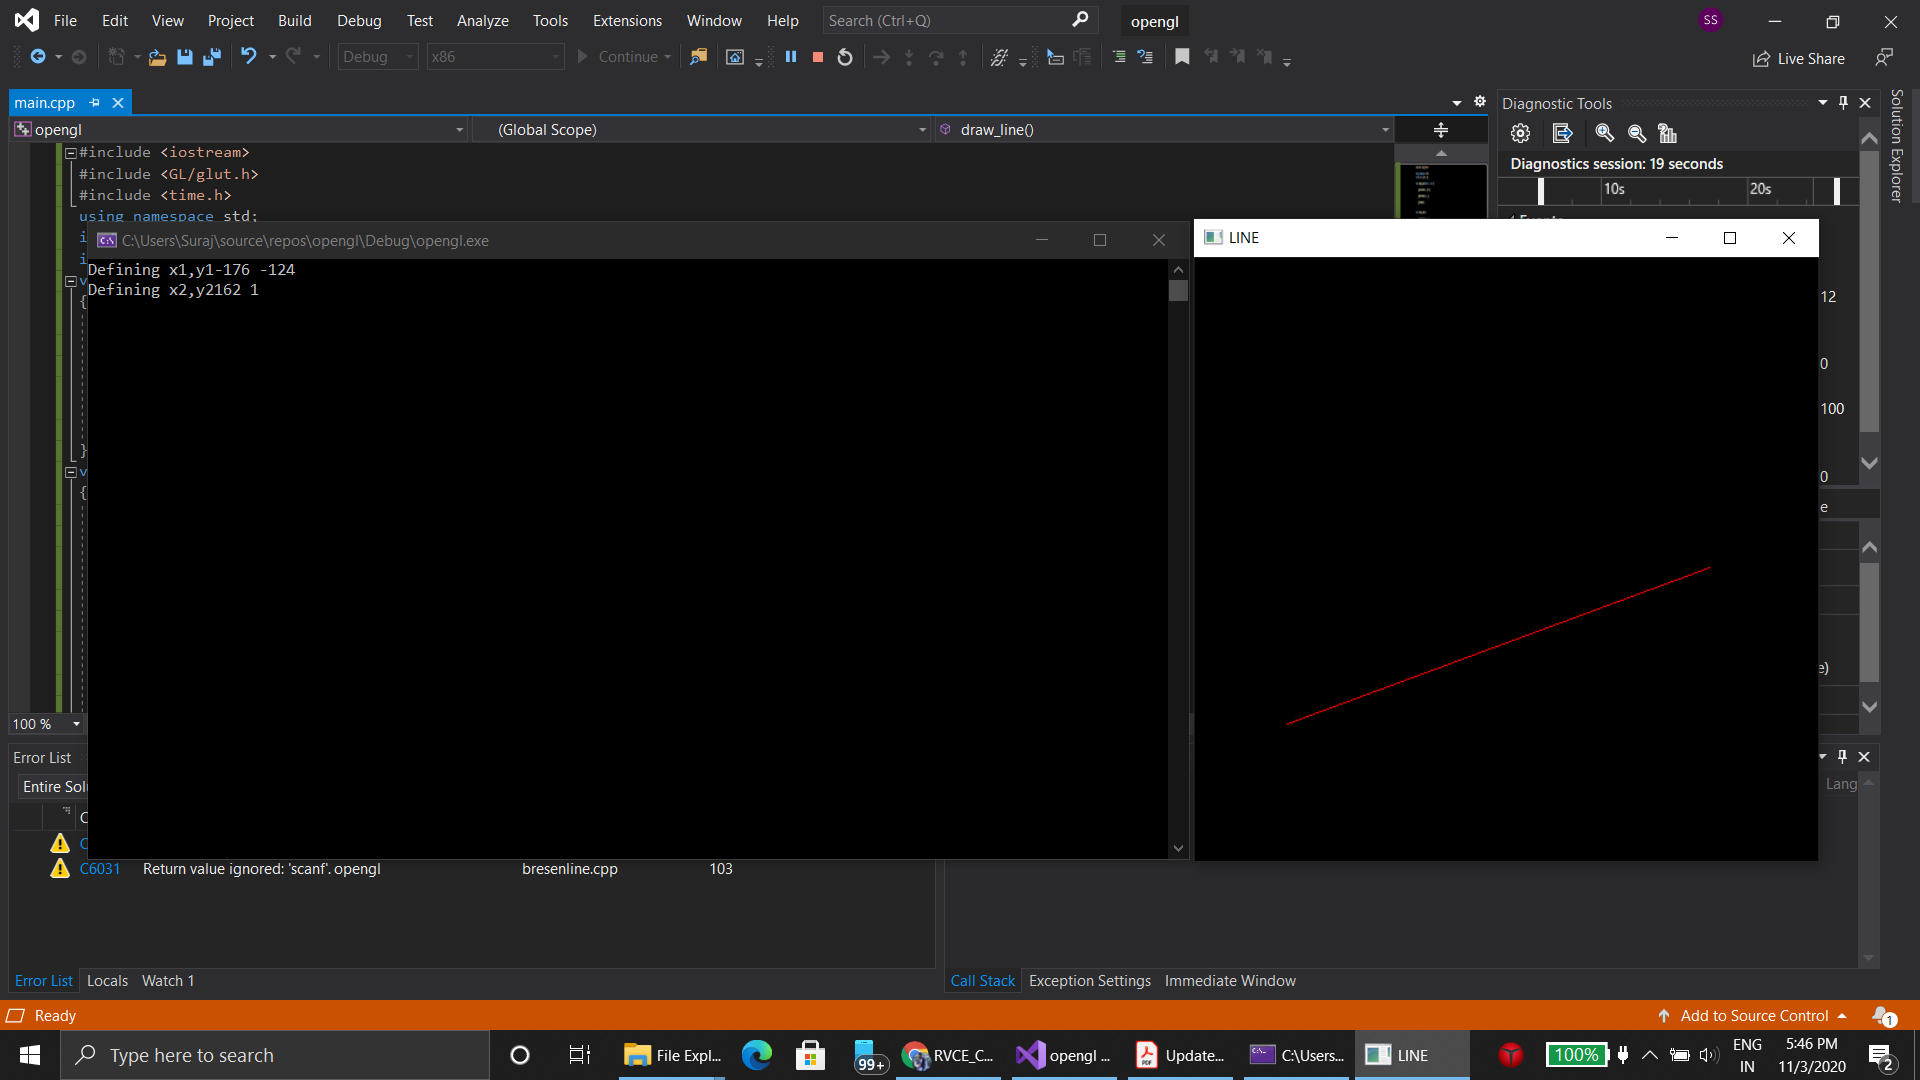 File Edit View Project Build Debug Test Analyze Tools Extensions Window Help Search (Ctrl+Q) opengl SS
Debug x86 Continue Live Share
main.cpp
opengl (Global Scope) draw_line()
#include <iostream>
#include <GL/glut.h>
#include <time.h>
using namespace std;
i
i
v
{
}
v
{
100 %
C:\Users\Suraj\source\repos\opengl\Debug\opengl.exe
Defining x1,y1-176 -124
Defining x2,y2162 1
LINE
Diagnostic Tools
Diagnostics session: 19 seconds
10s 20s
12
0
100
0
e
e)
Solution Explorer
Error List
Entire Solu
C
C
C6031 Return value ignored: 'scanf'. opengl bresenline.cpp 103
Lang
Error List Locals Watch 1
Call Stack Exception Settings Immediate Window
Ready Add to Source Control 1
Type here to search File Expl... 99+ RVCE_C... opengl ... Update... C:\Users... LINE 100% ENG IN 5:46 PM 11/3/2020 2